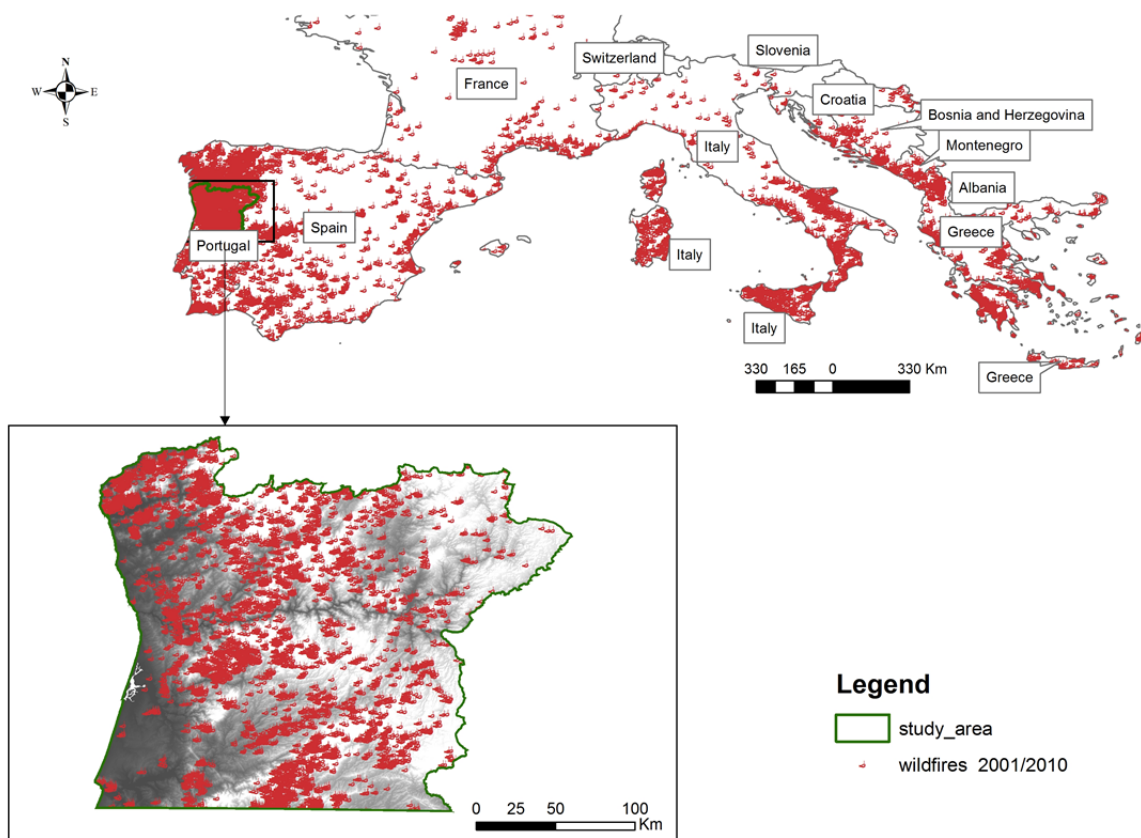 N
W E
S
Switzerland
Slovenia
France
Croatia
Bosnia and Herzegovina
Italy
Montenegro
Albania
Portugal
Spain
Greece
Italy
Italy
Greece
330 165 0 330 Km
Legend
study_area
wildfires 2001/2010
0 25 50 100
Km